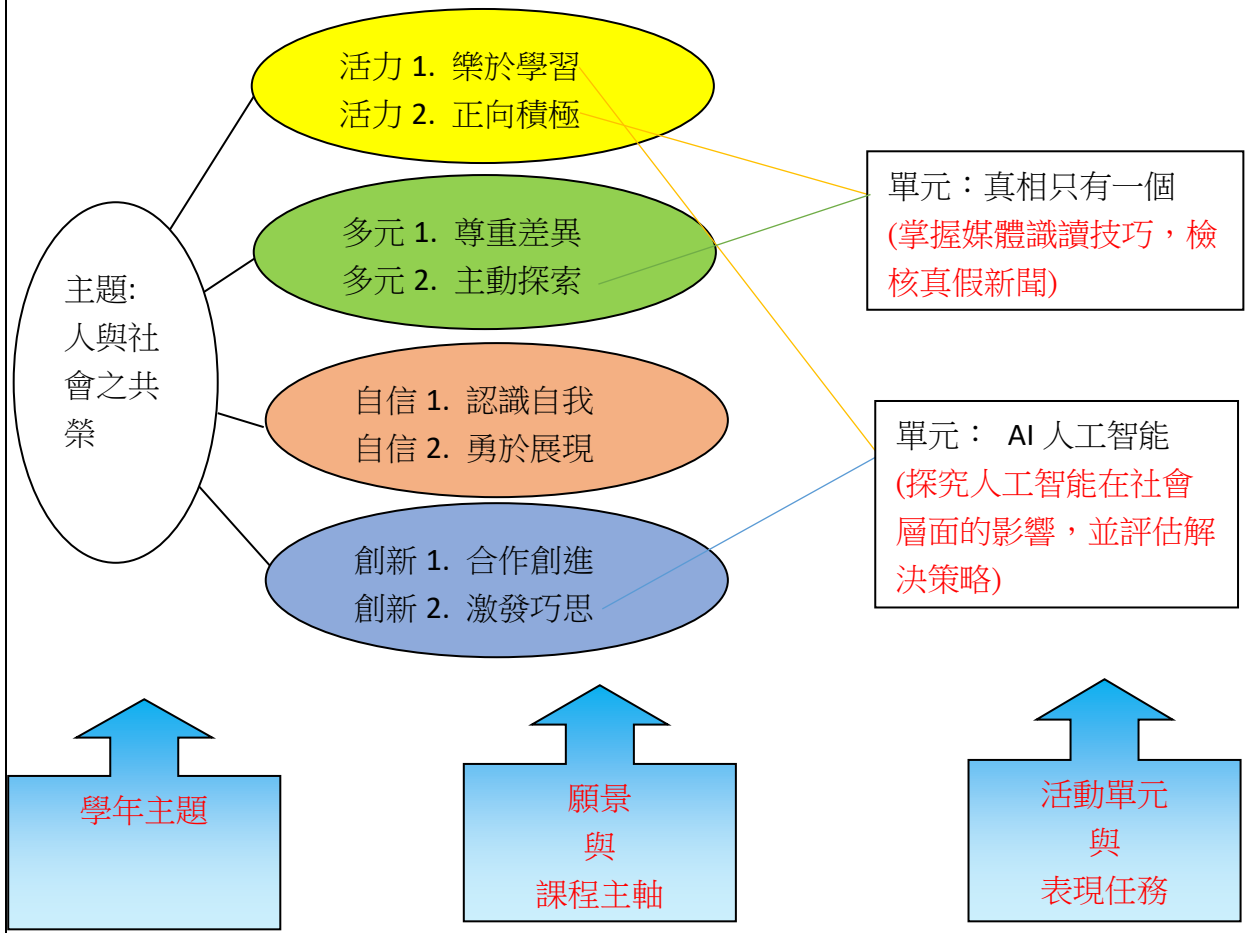 主題:
人與社
會之共
榮
活力 1. 樂於學習
活力 2. 正向積極
多元 1. 尊重差異
多元 2. 主動探索
自信 1. 認識自我
自信 2. 勇於展現
創新 1. 合作創進
創新 2. 激發巧思
單元：真相只有一個
(掌握媒體識讀技巧，檢
核真假新聞)
單元： AI 人工智能
(探究人工智能在社會
層面的影響，並評估解
決策略)
學年主題
願景
與
課程主軸
活動單元
與
表現任務